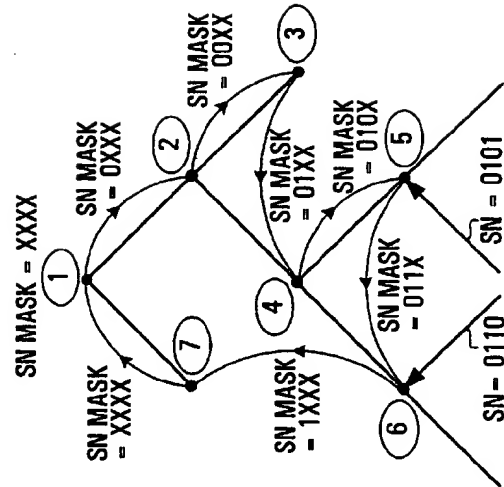 SN MASK = XXXX
1
SN MASK
= 0XXX
2
SN MASK
= 00XX
3
SN MASK
= XXXX
7
SN MASK
= 01XX
4
SN MASK
= 010X
5
SN MASK
= 1XXX
SN MASK
= 011X
6
SN = 0110
SN = 0101